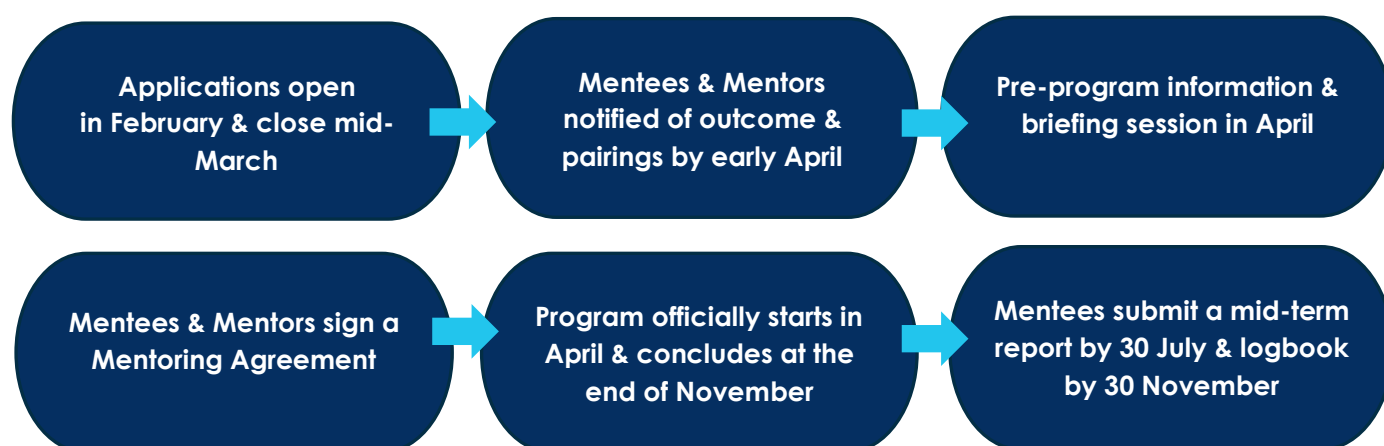 Applications open
in February & close mid-
March
Mentees & Mentors
notified of outcome &
pairings by early April
Pre-program information &
briefing session in April
Mentees & Mentors sign a
Mentoring Agreement
Program officially starts in
April & concludes at the
end of November
Mentees submit a mid-term
report by 30 July & logbook
by 30 November